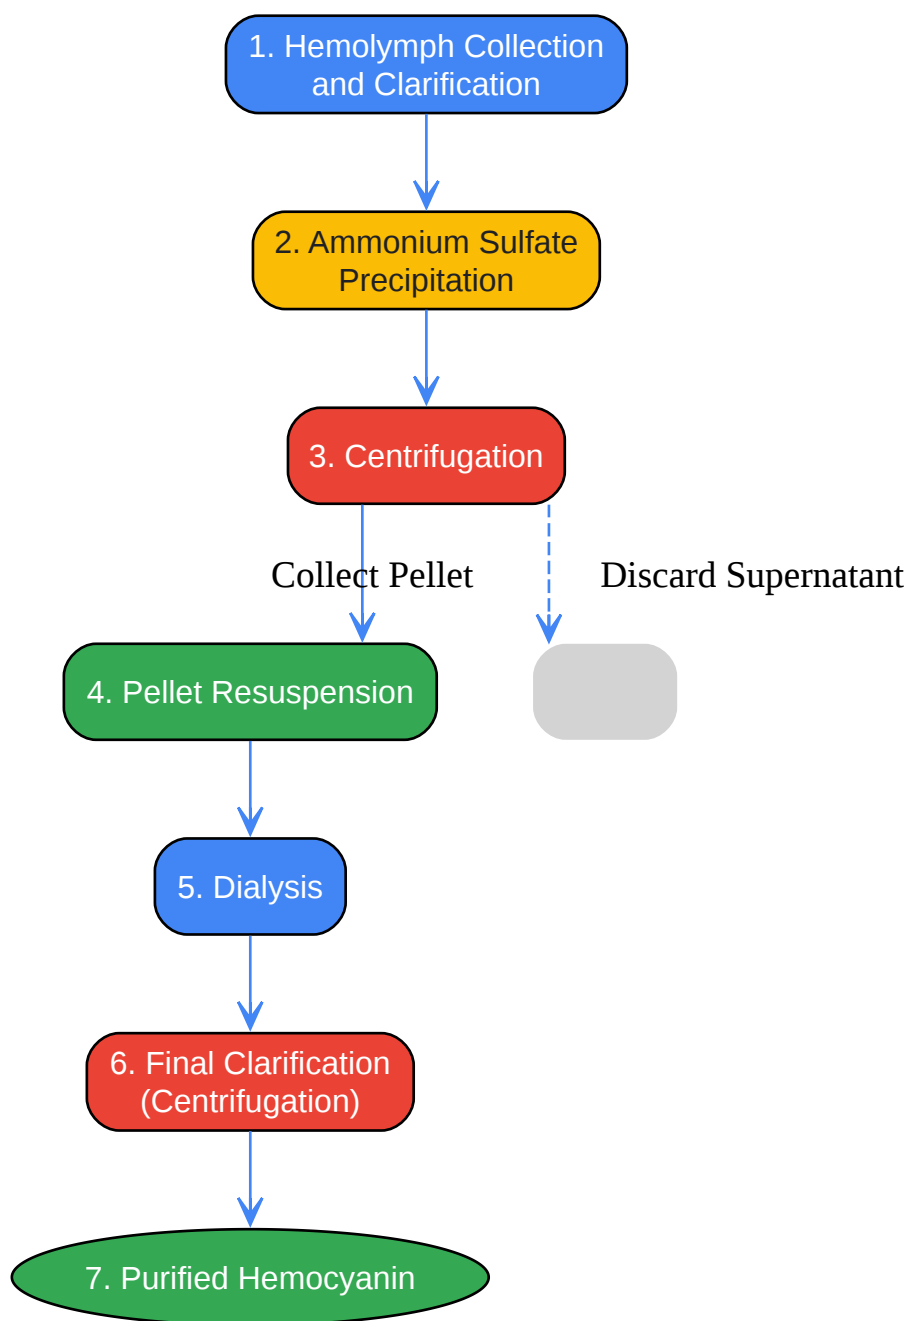 1. Hemolymph Collection
and Clarification
2. Ammonium Sulfate
Precipitation
3. Centrifugation
Collect Pellet
Discard Supernatant
4. Pellet Resuspension
5. Dialysis
6. Final Clarification
(Centrifugation)
7. Purified Hemocyanin